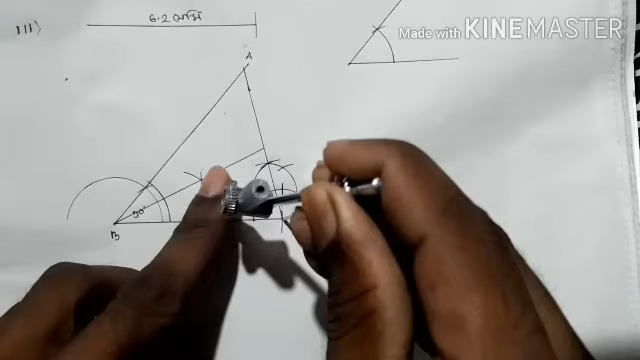 III)
6.2 সেমি
Made with KINEMASTER
A
50°
B